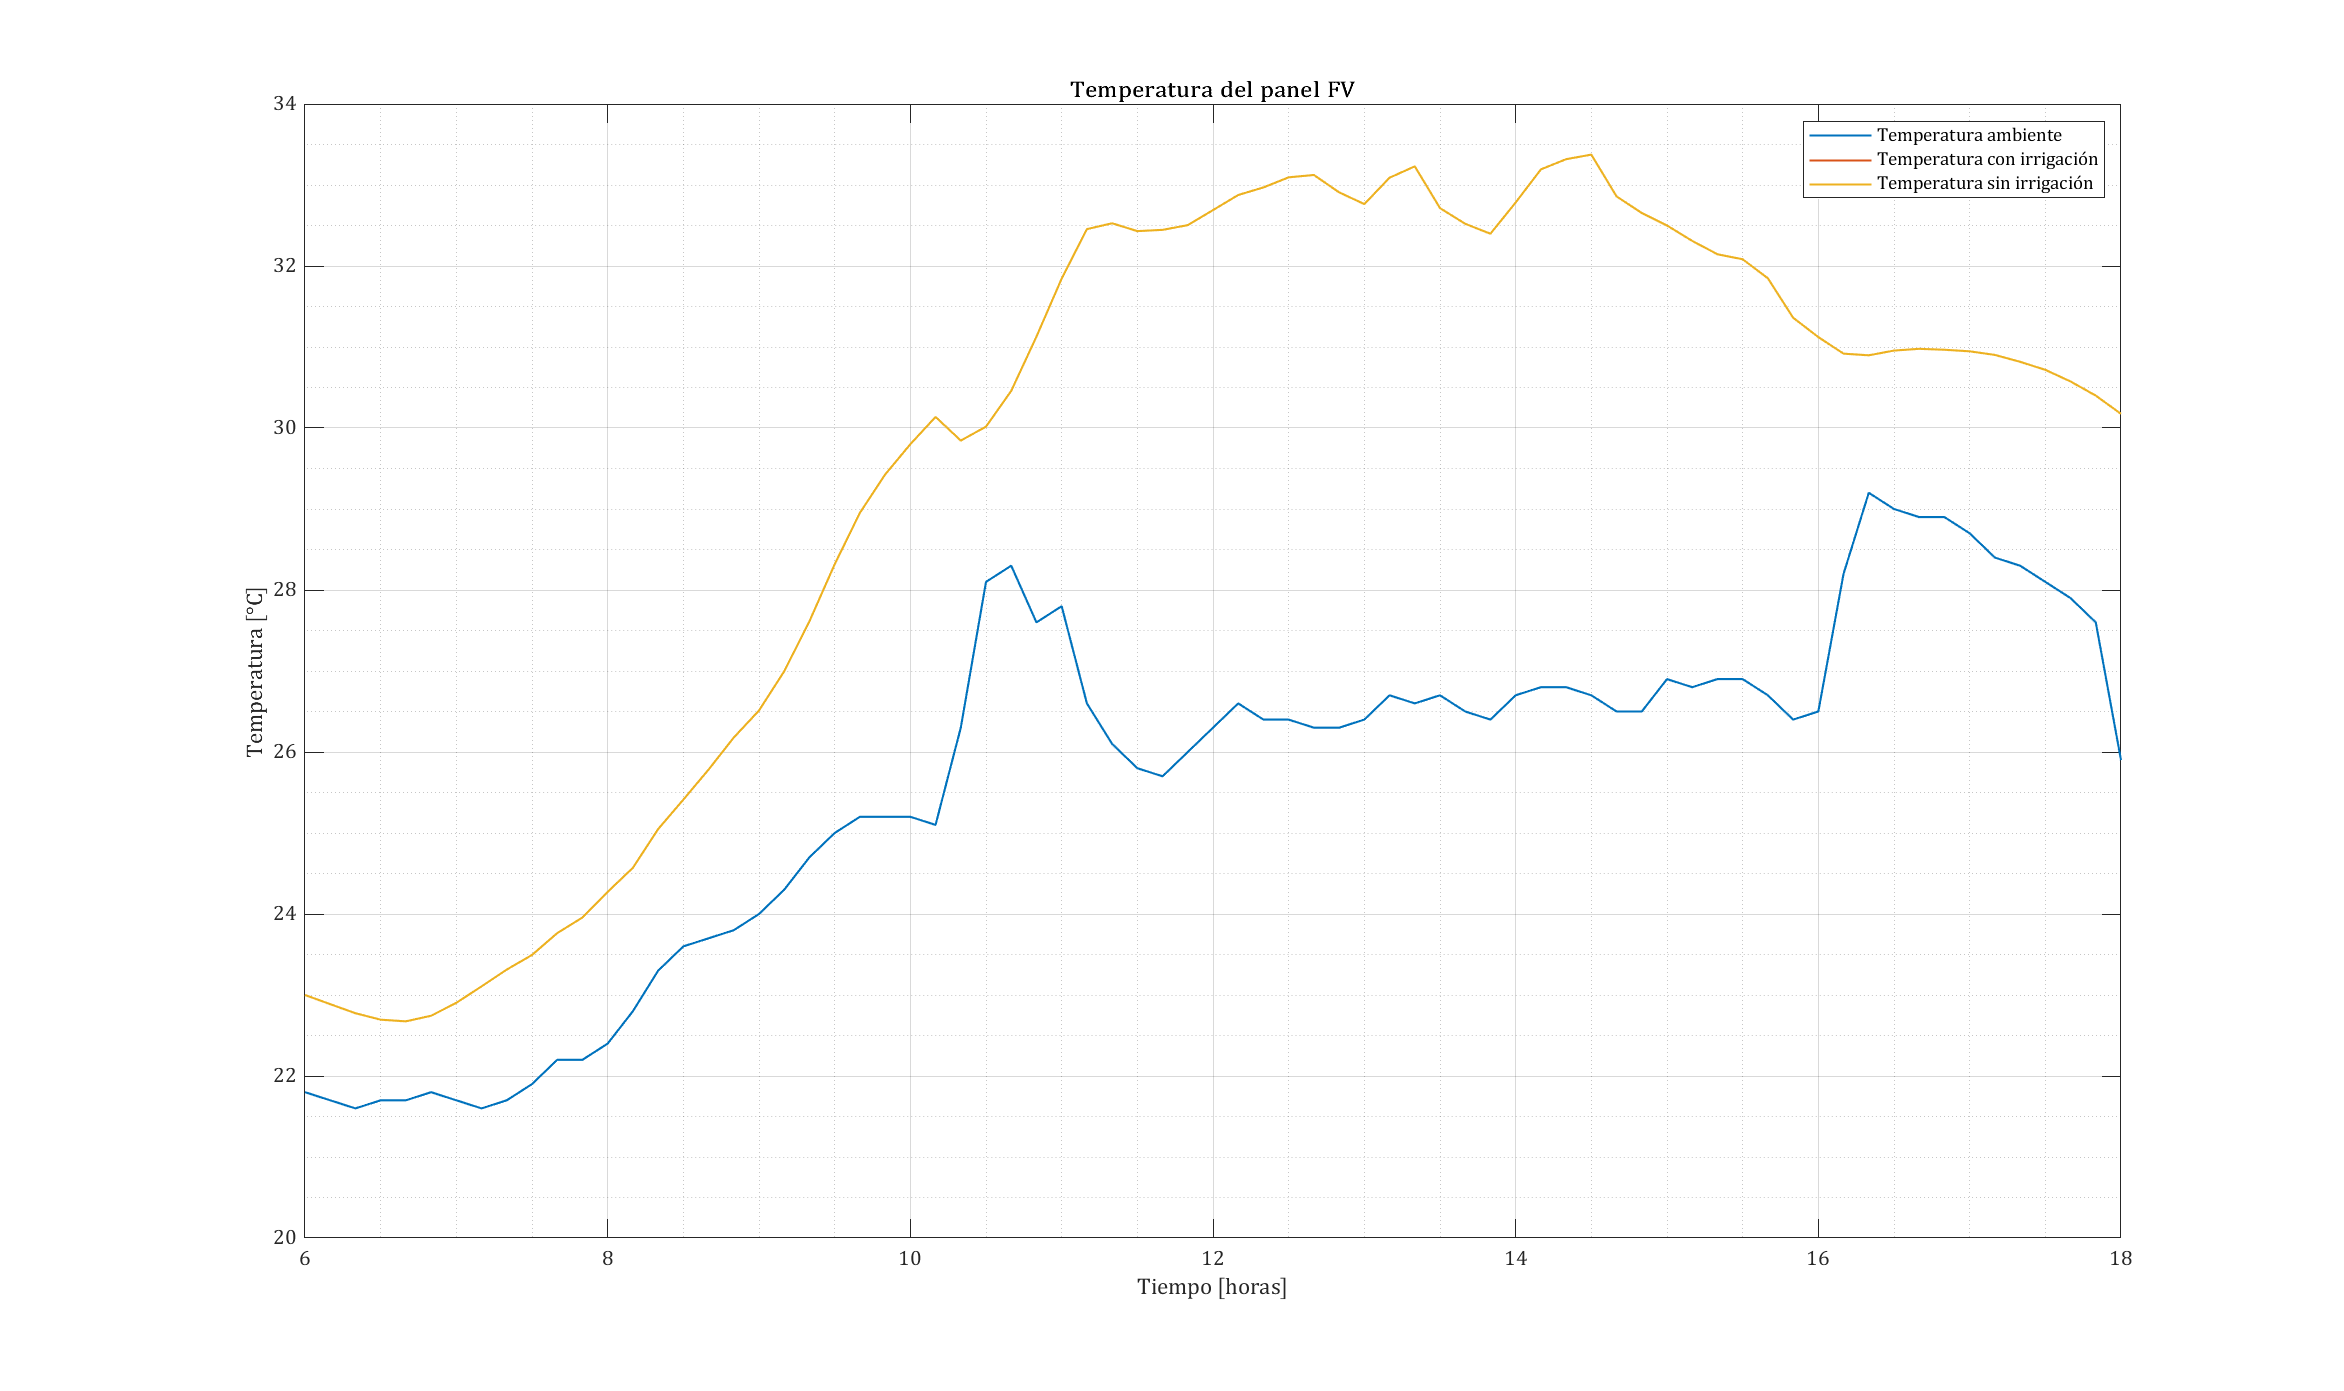 Temperatura del panel FV
34
32
30
28
26
24
22
20
Temperatura [°C]
Temperatura ambiente
Temperatura con irrigación
Temperatura sin irrigación
6 8 10 12 14 16 18
Tiempo [horas]